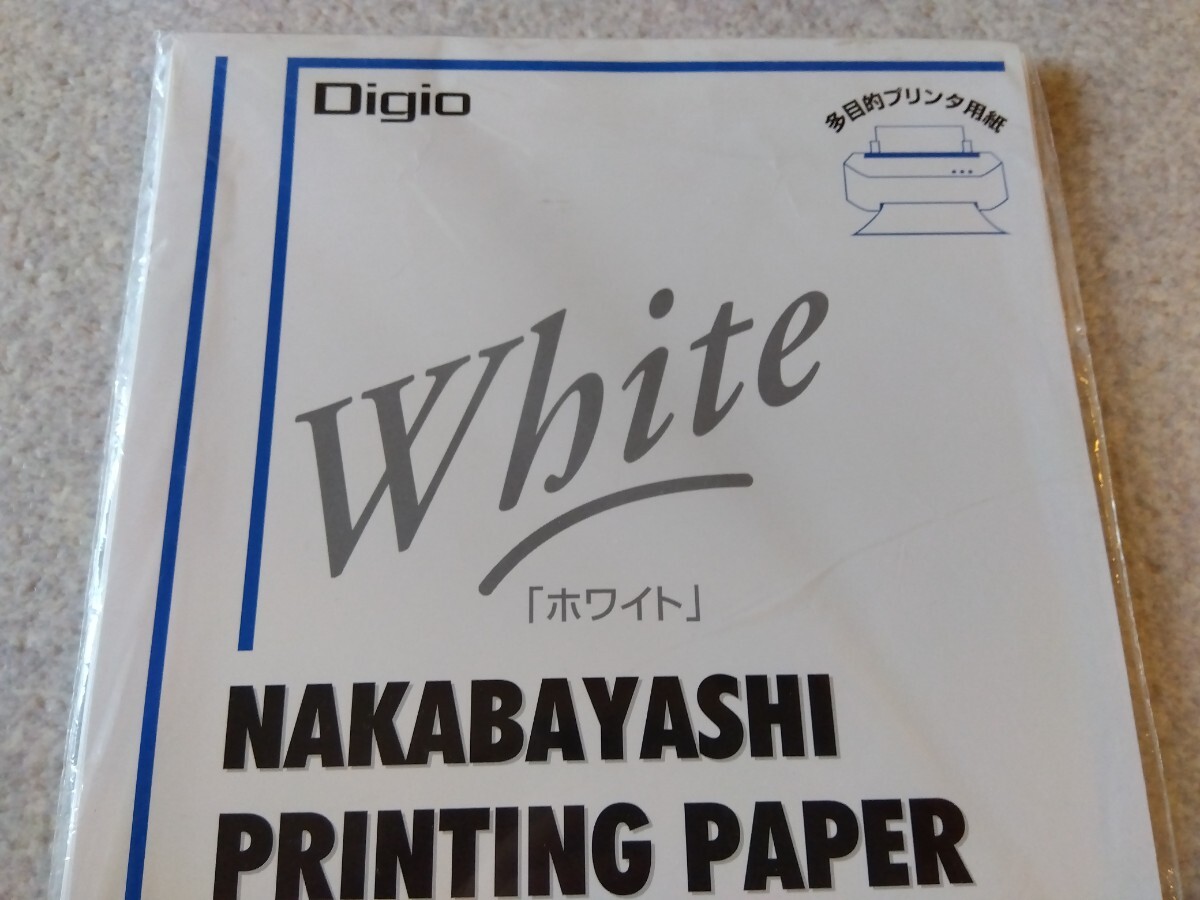 Digio
多目的プリンタ用紙
White
「ホワイト」
NAKABAYASHI
PRINTING PAPER